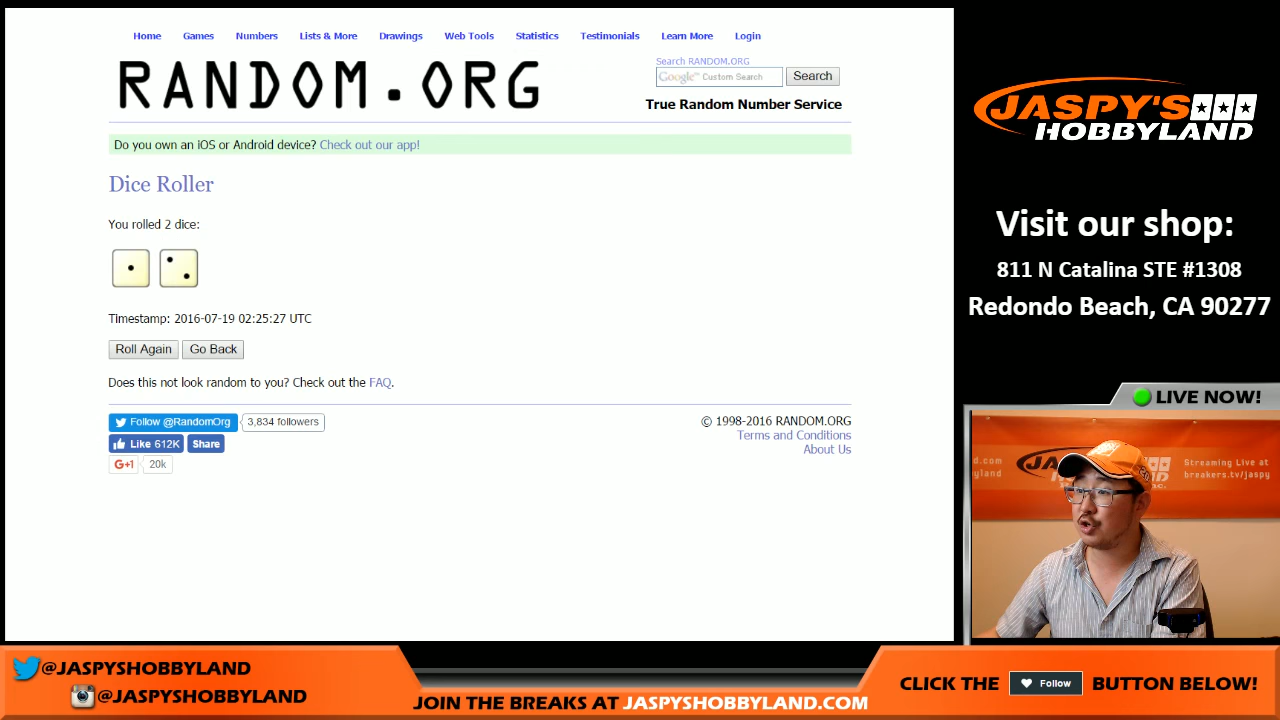 Home Games Numbers Lists & More Drawings Web Tools Statistics Testimonials Learn More Login
RANDOM.ORG
Search RANDOM.ORG
Google™ Custom Search Search
True Random Number Service
Do you own an iOS or Android device? Check out our app!
Dice Roller
You rolled 2 dice:
Timestamp: 2016-07-19 02:25:27 UTC
Roll Again Go Back
Does this not look random to you? Check out the FAQ.
Follow @RandomOrg 3,834 followers
Like 612K Share
G+1 20k
© 1998-2016 RANDOM.ORG
Terms and Conditions
About Us
JASPY'S
HOBBYLAND
Visit our shop:
811 N Catalina STE #1308
Redondo Beach, CA 90277
LIVE NOW!
Streaming Live at
breakers.tv/jaspy
@JASPYSHOBBYLAND
@JASPYSHOBBYLAND
JOIN THE BREAKS AT JASPYSHOBBYLAND.COM
CLICK THE Follow BUTTON BELOW!